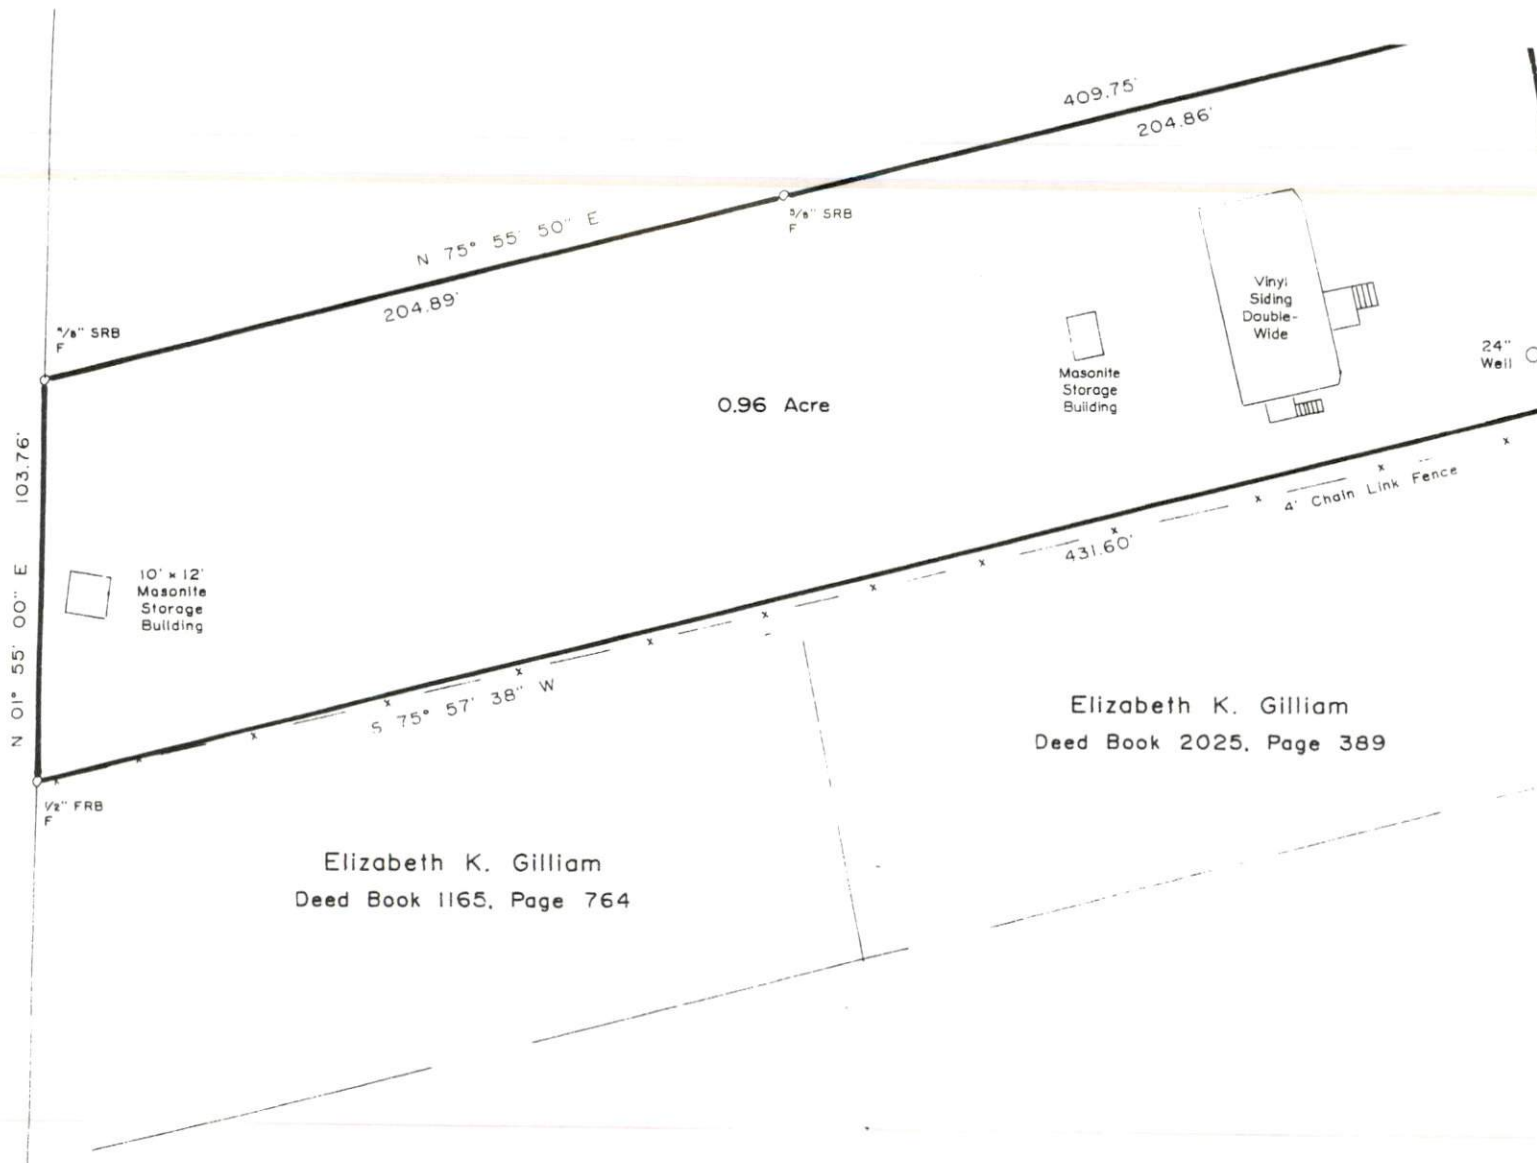 409.75'
204.86'
N 75° 55' 50" E
204.89'
5/8" SRB
F
5/8" SRB
F
Vinyl
Siding
Double-
Wide
24"
Well
Masonite
Storage
Building
0.96 Acre
N 01° 55' 00" E 103.76'
10' x 12'
Masonite
Storage
Building
4' Chain Link Fence
431.60'
S 75° 57' 38" W
1/2" FRB
F
Elizabeth K. Gilliam
Deed Book 2025, Page 389
Elizabeth K. Gilliam
Deed Book 1165, Page 764